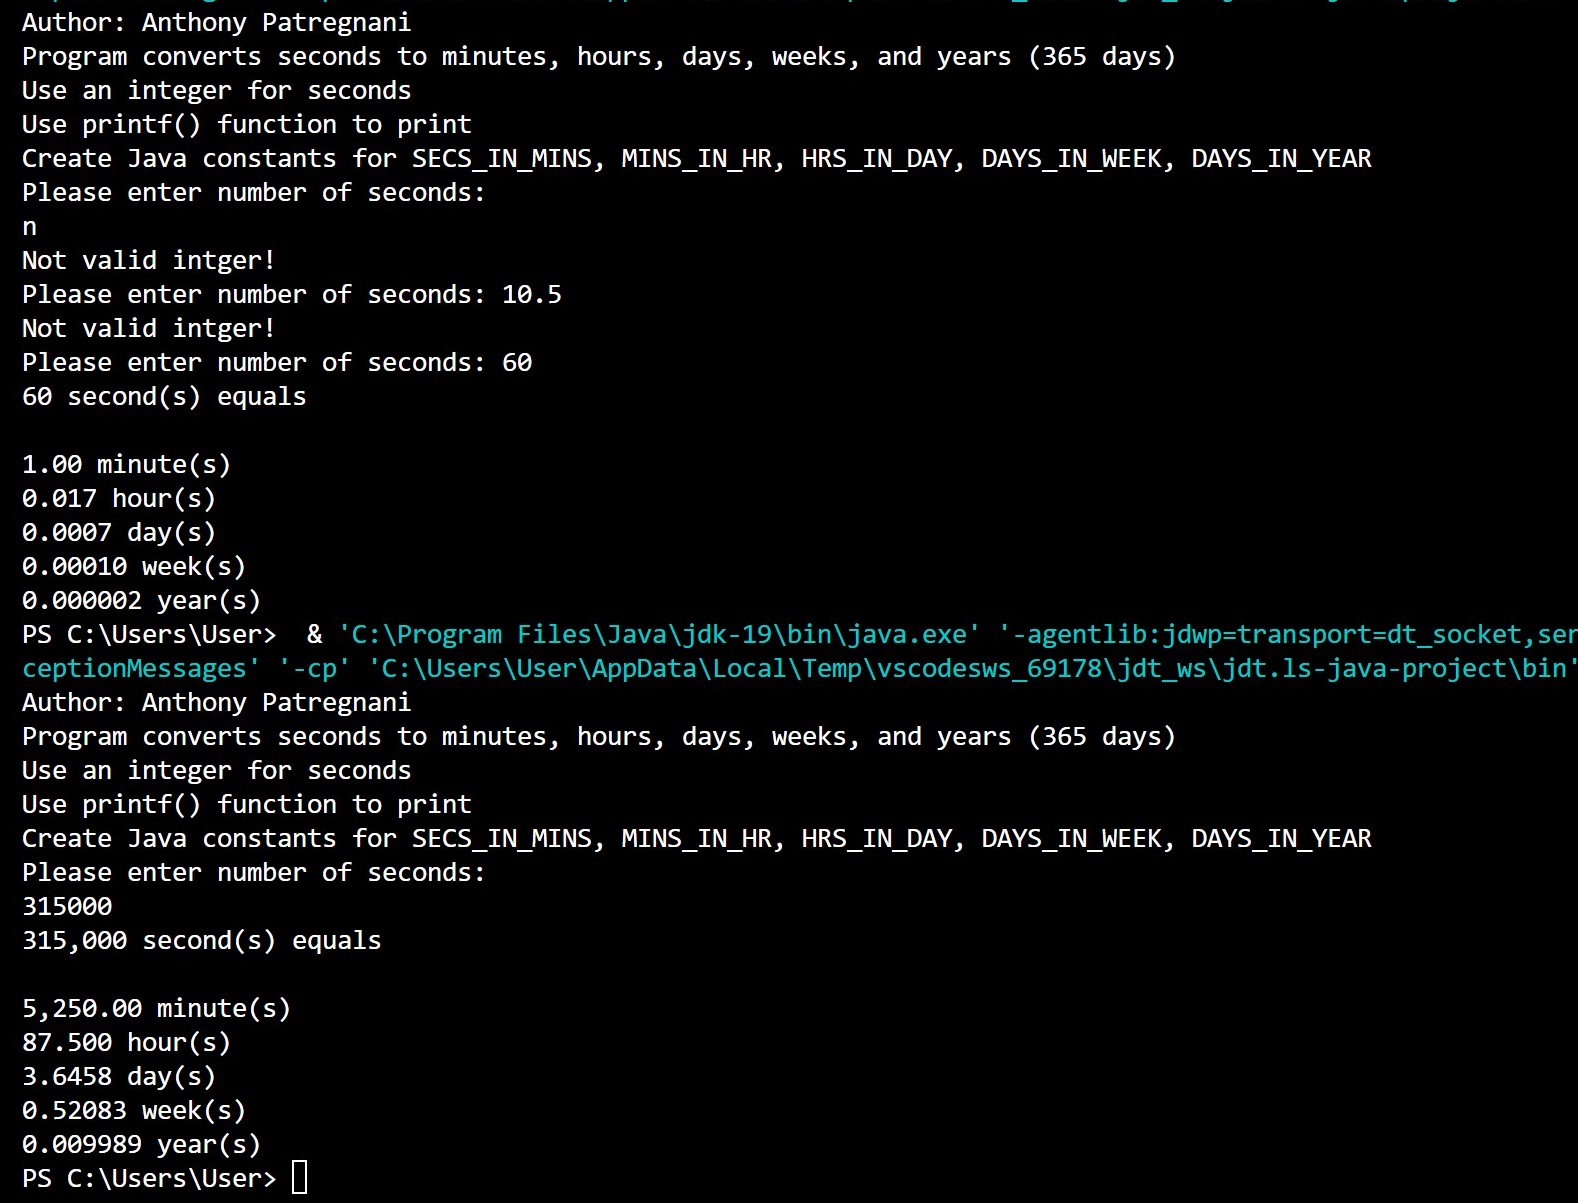 Author: Anthony Patregnani
Program converts seconds to minutes, hours, days, weeks, and years (365 days)
Use an integer for seconds
Use printf() function to print
Create Java constants for SECS_IN_MINS, MINS_IN_HR, HRS_IN_DAY, DAYS_IN_WEEK, DAYS_IN_YEAR
Please enter number of seconds:
n
Not valid intger!
Please enter number of seconds: 10.5
Not valid intger!
Please enter number of seconds: 60
60 second(s) equals

1.00 minute(s)
0.017 hour(s)
0.0007 day(s)
0.00010 week(s)
0.000002 year(s)
PS C:\Users\User>  & 'C:\Program Files\Java\jdk-19\bin\java.exe' '-agentlib:jdwp=transport=dt_socket,ser
ceptionMessages' '-cp' 'C:\Users\User\AppData\Local\Temp\vscodesws_69178\jdt_ws\jdt.ls-java-project\bin'
Author: Anthony Patregnani
Program converts seconds to minutes, hours, days, weeks, and years (365 days)
Use an integer for seconds
Use printf() function to print
Create Java constants for SECS_IN_MINS, MINS_IN_HR, HRS_IN_DAY, DAYS_IN_WEEK, DAYS_IN_YEAR
Please enter number of seconds:
315000
315,000 second(s) equals

5,250.00 minute(s)
87.500 hour(s)
3.6458 day(s)
0.52083 week(s)
0.009989 year(s)
PS C:\Users\User>